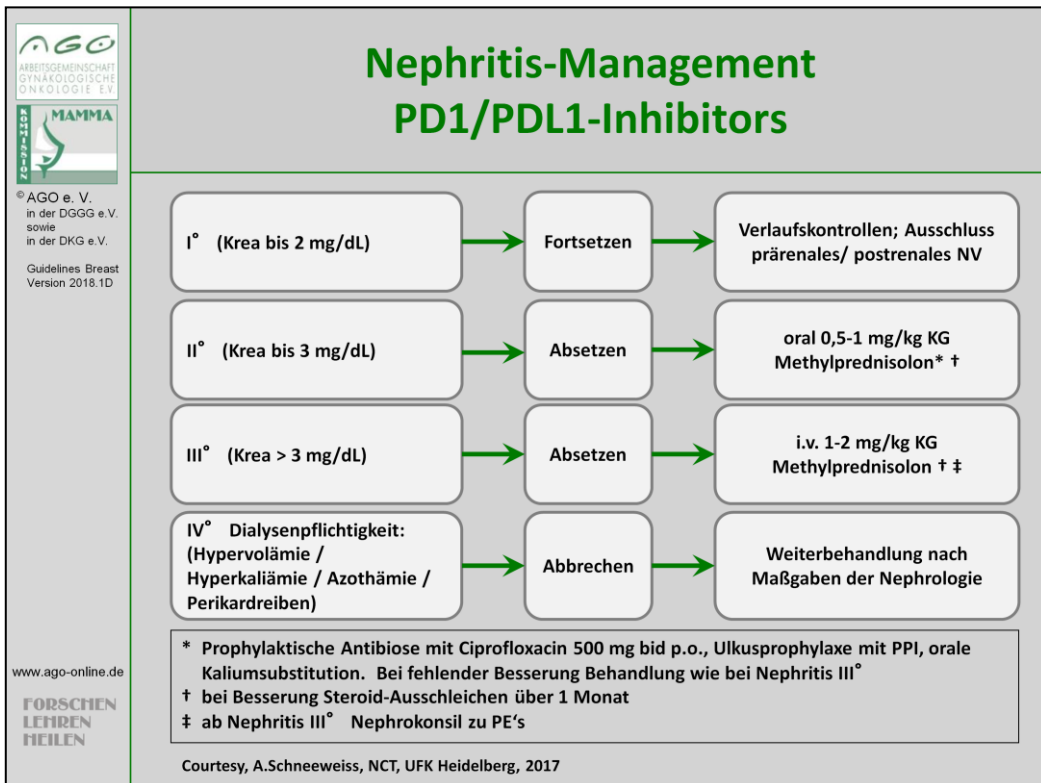 AGO
ARBEITSGEMEINSCHAFT
GYNÄKOLOGISCHE
ONKOLOGIE E.V.
KOMMISSION
MAMMA
© AGO e. V.
in der DGGG e.V.
sowie
in der DKG e.V.
Guidelines Breast
Version 2018.1D
www.ago-online.de
FORSCHEN
LEHREN
HEILEN
Nephritis-Management
PD1/PDL1-Inhibitors
I° (Krea bis 2 mg/dL)
Fortsetzen
Verlaufskontrollen; Ausschluss
prärenales/ postrenales NV
II° (Krea bis 3 mg/dL)
Absetzen
oral 0,5-1 mg/kg KG
Methylprednisolon* †
III° (Krea > 3 mg/dL)
Absetzen
i.v. 1-2 mg/kg KG
Methylprednisolon † ‡
IV° Dialysenpflichtigkeit:
(Hypervolämie /
Hyperkaliämie / Azothämie /
Perikardreiben)
Abbrechen
Weiterbehandlung nach
Maßgaben der Nephrologie
* Prophylaktische Antibiose mit Ciprofloxacin 500 mg bid p.o., Ulkusprophylaxe mit PPI, orale
Kaliumsubstitution. Bei fehlender Besserung Behandlung wie bei Nephritis III°
† bei Besserung Steroid-Ausschleichen über 1 Monat
‡ ab Nephritis III° Nephrokonsil zu PE‘s
Courtesy, A.Schneeweiss, NCT, UFK Heidelberg, 2017